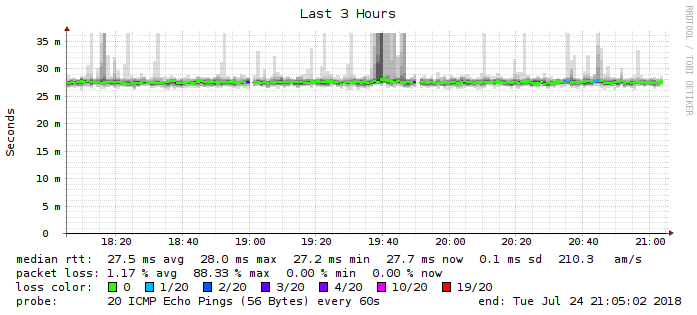 Last 3 Hours
RRDTOOL / TOBI OETIKER
Seconds
35 m
30 m
25 m
20 m
15 m
10 m
5 m
0
18:20 18:40 19:00 19:20 19:40 20:00 20:20 20:40 21:00
median rtt: 27.5 ms avg 28.0 ms max 27.2 ms min 27.7 ms now 0.1 ms sd 210.3 am/s
packet loss: 1.17 % avg 88.33 % max 0.00 % min 0.00 % now
loss color: 0 1/20 2/20 3/20 4/20 10/20 19/20
probe: 20 ICMP Echo Pings (56 Bytes) every 60s end: Tue Jul 24 21:05:02 2018